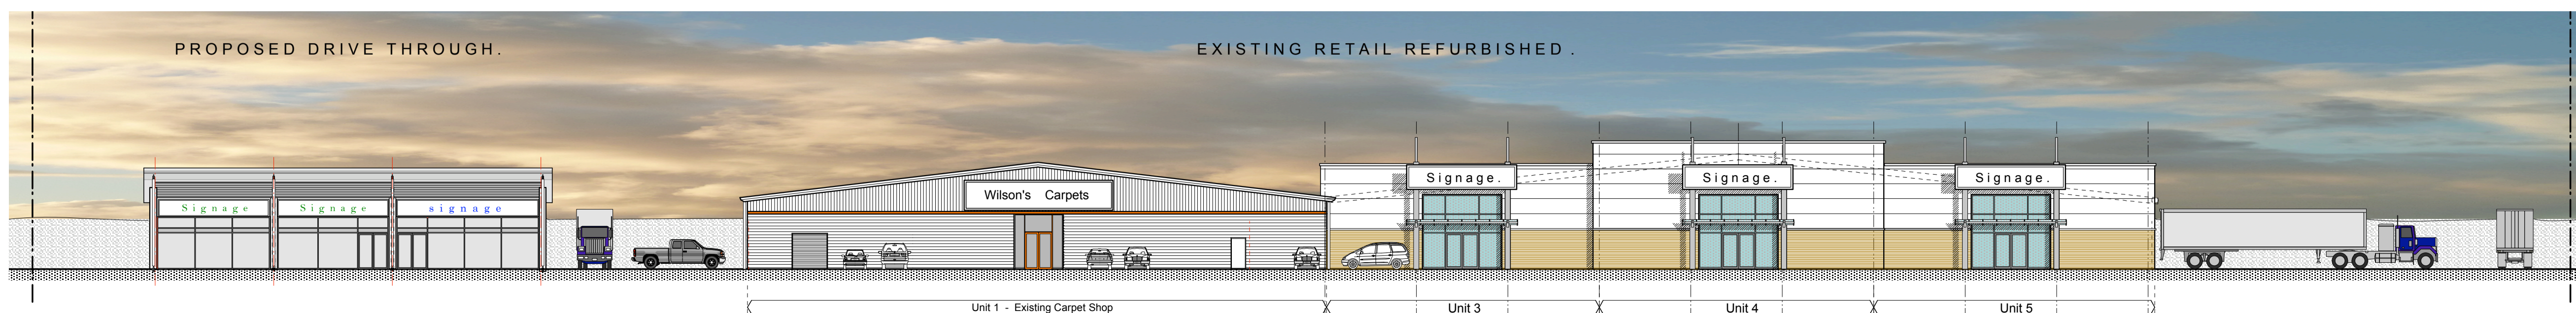 PROPOSED DRIVE THROUGH.
EXISTING RETAIL REFURBISHED .
Signage
Signage
signage
Wilson's Carpets
Signage.
Signage.
Signage.
Unit 1 - Existing Carpet Shop
Unit 3
Unit 4
Unit 5